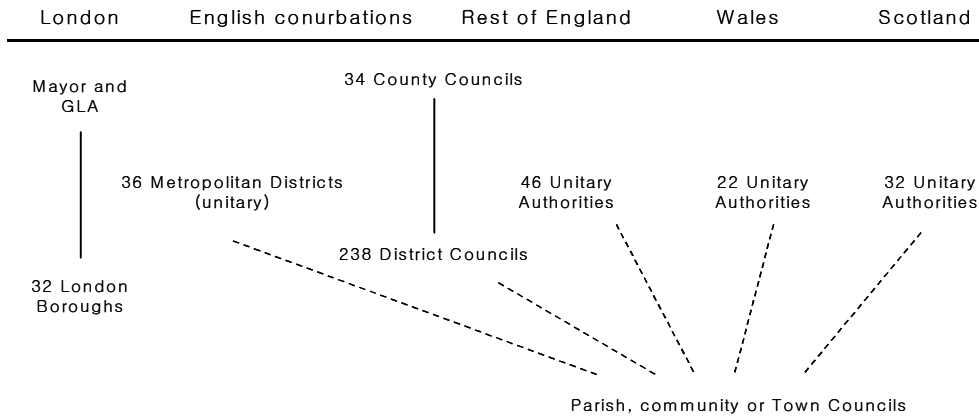 London English conurbations Rest of England Wales Scotland
Mayor and
GLA
34 County Councils
36 Metropolitan Districts
(unitary)
46 Unitary
Authorities
22 Unitary
Authorities
32 Unitary
Authorities
238 District Councils
32 London
Boroughs
Parish, community or Town Councils